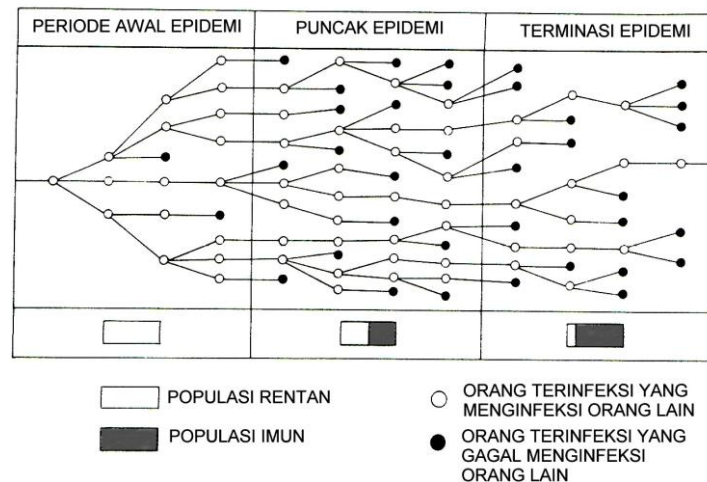 PERIODE AWAL EPIDEMI
PUNCAK EPIDEMI
TERMINASI EPIDEMI
POPULASI RENTAN
POPULASI IMUN
ORANG TERINFEKSI YANG
MENGINFEKSI ORANG LAIN
ORANG TERINFEKSI YANG
GAGAL MENGINFEKSI
ORANG LAIN